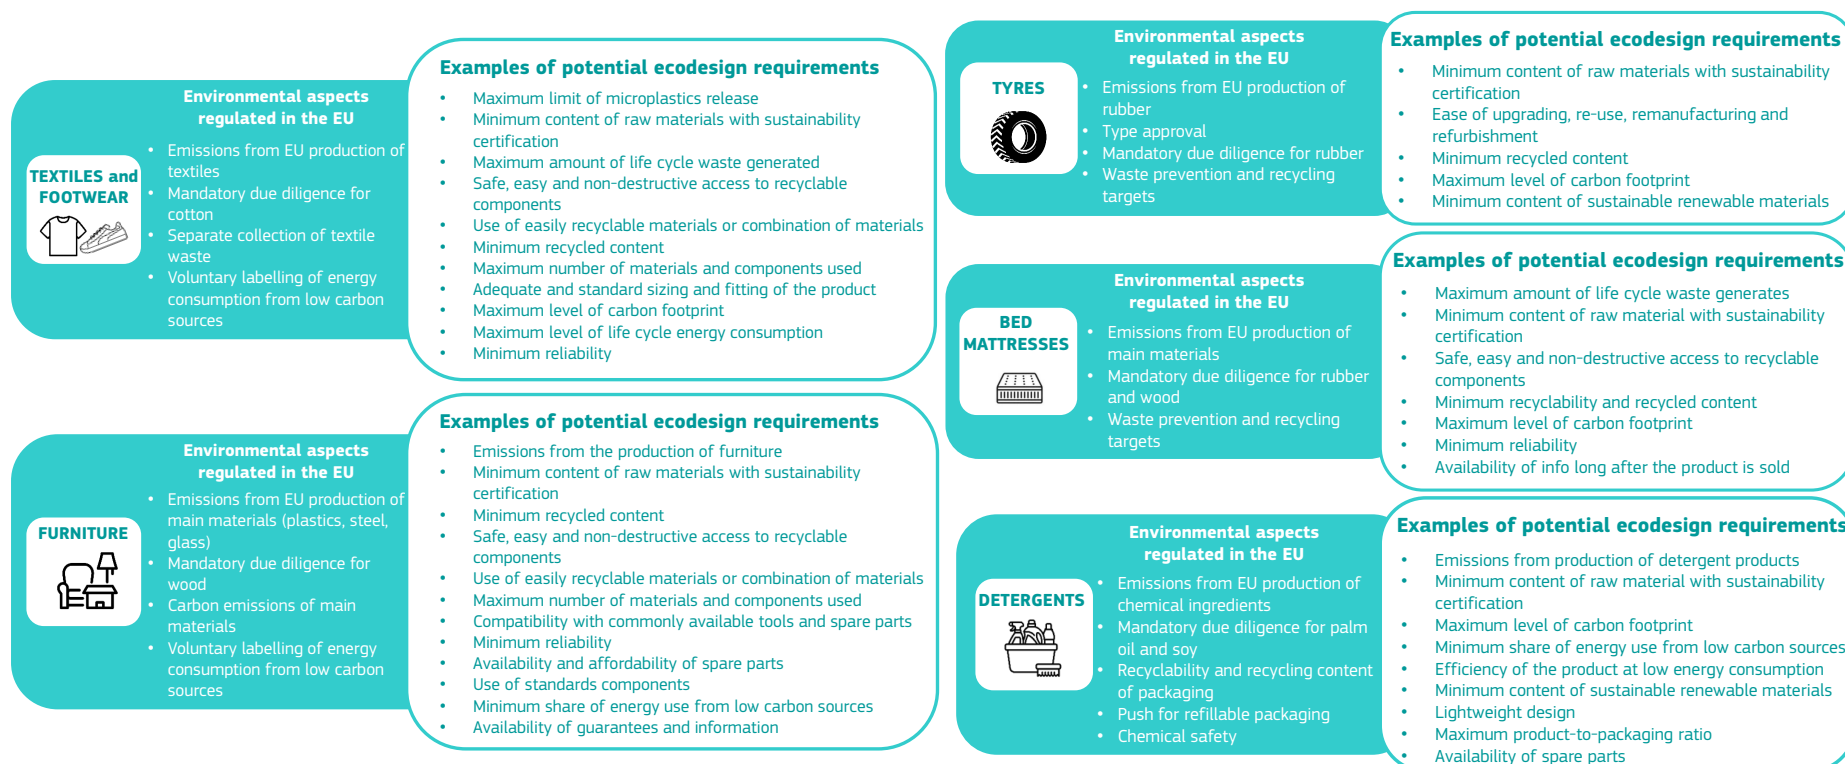 Environmental aspects
regulated in the EU
TEXTILES and
FOOTWEAR
• Emissions from EU production of
textiles
• Mandatory due diligence for
cotton
• Separate collection of textile
waste
• Voluntary labelling of energy
consumption from low carbon
sources
Examples of potential ecodesign requirements
• Maximum limit of microplastics release
• Minimum content of raw materials with sustainability
certification
• Maximum amount of life cycle waste generated
• Safe, easy and non-destructive access to recyclable
components
• Use of easily recyclable materials or combination of materials
• Minimum recycled content
• Maximum number of materials and components used
• Adequate and standard sizing and fitting of the product
• Maximum level of carbon footprint
• Maximum level of life cycle energy consumption
• Minimum reliability
Environmental aspects
regulated in the EU
FURNITURE
• Emissions from EU production of
main materials (plastics, steel,
glass)
• Mandatory due diligence for
wood
• Carbon emissions of main
materials
• Voluntary labelling of energy
consumption from low carbon
sources
Examples of potential ecodesign requirements
• Emissions from the production of furniture
• Minimum content of raw materials with sustainability
certification
• Minimum recycled content
• Safe, easy and non-destructive access to recyclable
components
• Use of easily recyclable materials or combination of materials
• Maximum number of materials and components used
• Compatibility with commonly available tools and spare parts
• Minimum reliability
• Availability and affordability of spare parts
• Use of standards components
• Minimum share of energy use from low carbon sources
• Availability of guarantees and information
Environmental aspects
regulated in the EU
TYRES
• Emissions from EU production of
rubber
• Type approval
• Mandatory due diligence for rubber
• Waste prevention and recycling
targets
Examples of potential ecodesign requirements
• Minimum content of raw materials with sustainability
certification
• Ease of upgrading, re-use, remanufacturing and
refurbishment
• Minimum recycled content
• Maximum level of carbon footprint
• Minimum content of sustainable renewable materials
Environmental aspects
regulated in the EU
BED
MATTRESSES
• Emissions from EU production of
main materials
• Mandatory due diligence for rubber
and wood
• Waste prevention and recycling
targets
Examples of potential ecodesign requirements
• Maximum amount of life cycle waste generates
• Minimum content of raw material with sustainability
certification
• Safe, easy and non-destructive access to recyclable
components
• Minimum recyclability and recycled content
• Maximum level of carbon footprint
• Minimum reliability
• Availability of info long after the product is sold
Environmental aspects
regulated in the EU
DETERGENTS
• Emissions from EU production of
chemical ingredients
• Mandatory due diligence for palm
oil and soy
• Recyclability and recycling content
of packaging
• Push for refillable packaging
• Chemical safety
Examples of potential ecodesign requirements
• Emissions from production of detergent products
• Minimum content of raw material with sustainability
certification
• Maximum level of carbon footprint
• Minimum share of energy use from low carbon sources
• Efficiency of the product at low energy consumption
• Minimum content of sustainable renewable materials
• Lightweight design
• Maximum product-to-packaging ratio
• Availability of spare parts